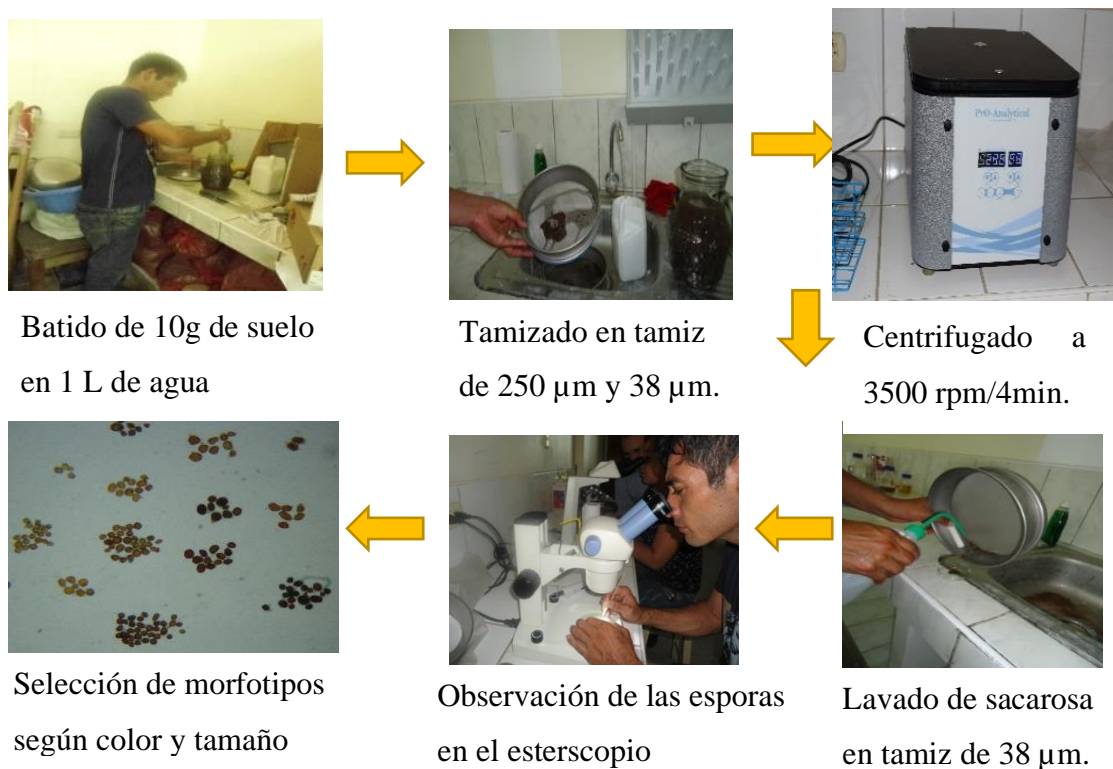 Pro-Analytical
Batido de 10g de suelo
en 1 L de agua
Tamizado en tamiz
de 250 µm y 38 µm.
Centrifugado a
3500 rpm/4min.
Selección de morfotipos
según color y tamaño
Observación de las esporas
en el esterscopio
Lavado de sacarosa
en tamiz de 38 µm.